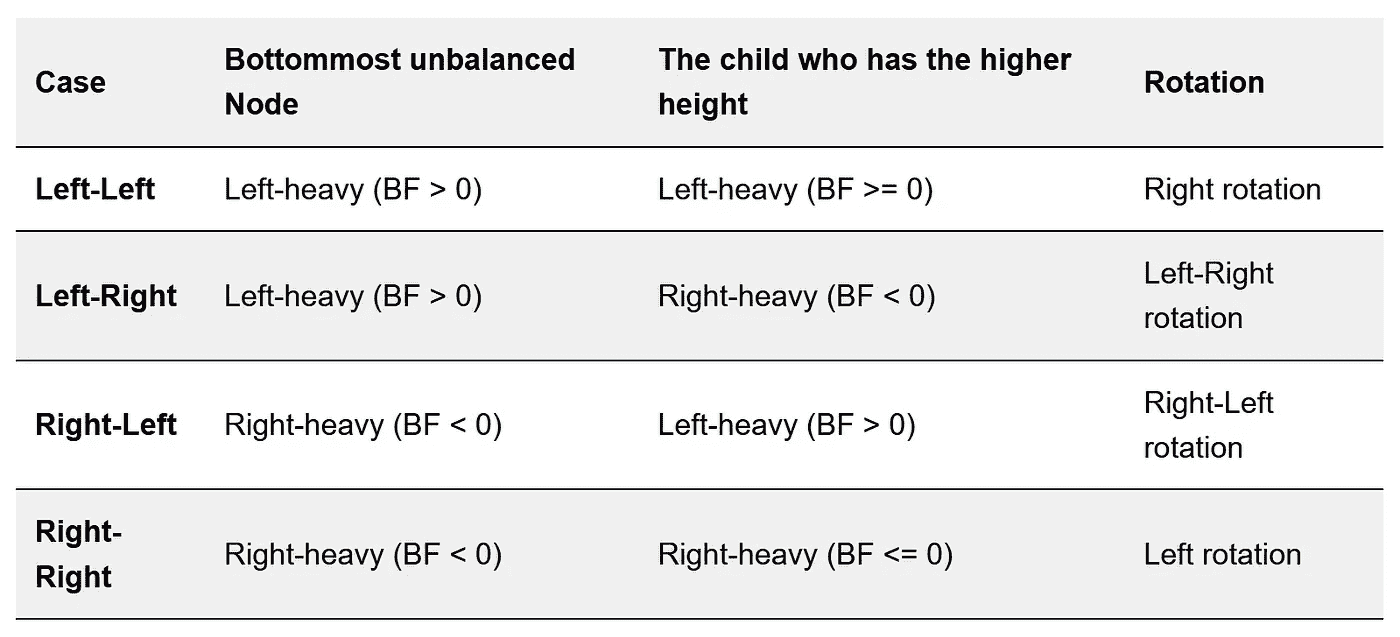 Case
Bottommost unbalanced
Node
The child who has the higher
height
Rotation
Left-Left
Left-heavy (BF > 0)
Left-heavy (BF >= 0)
Right rotation
Left-Right
Left-heavy (BF > 0)
Right-heavy (BF < 0)
Left-Right
rotation
Right-Left
Right-heavy (BF < 0)
Left-heavy (BF > 0)
Right-Left
rotation
Right-
Right
Right-heavy (BF < 0)
Right-heavy (BF <= 0)
Left rotation